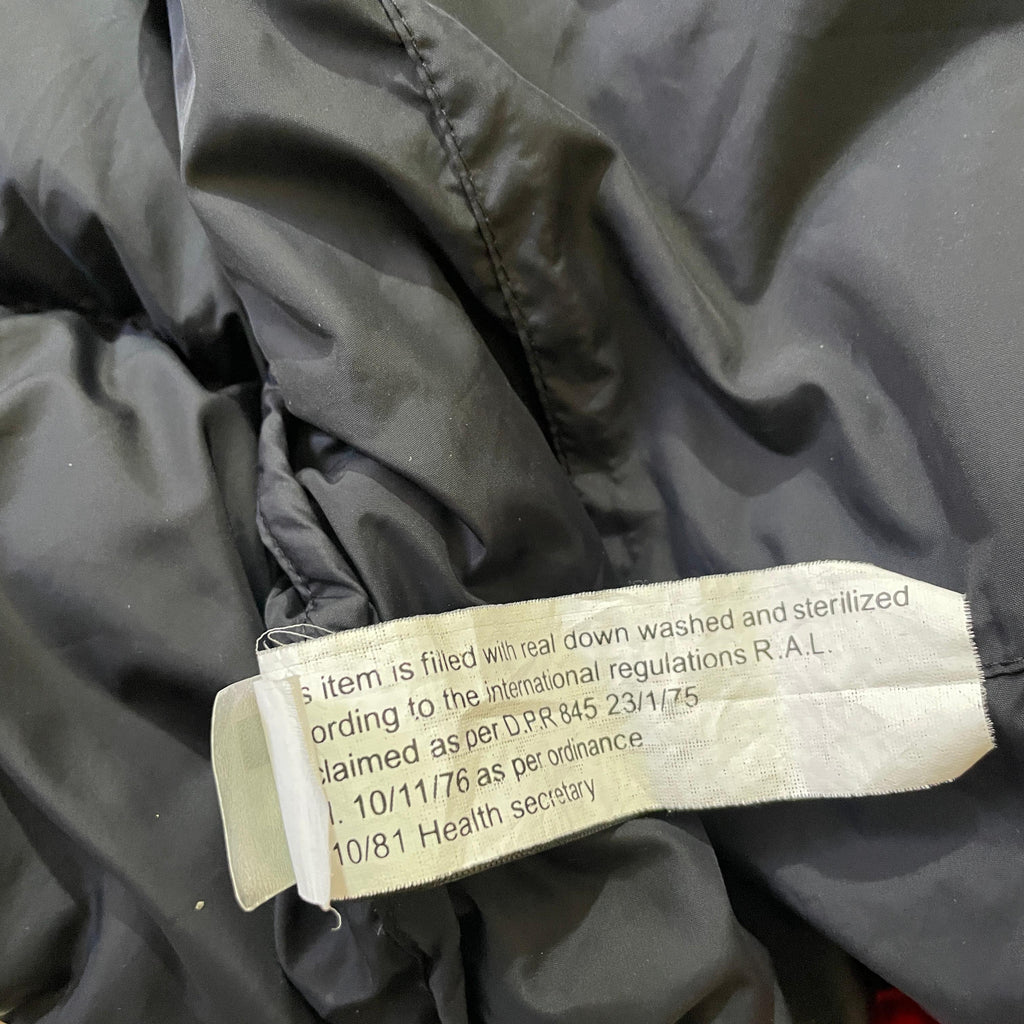 s item is filled with real down washed and sterilized
ording to the international regulations R.A.L.
laimed as per D.P.R 845 23/1/75
. 10/11/76 as per ordinance
10/81 Health secretary